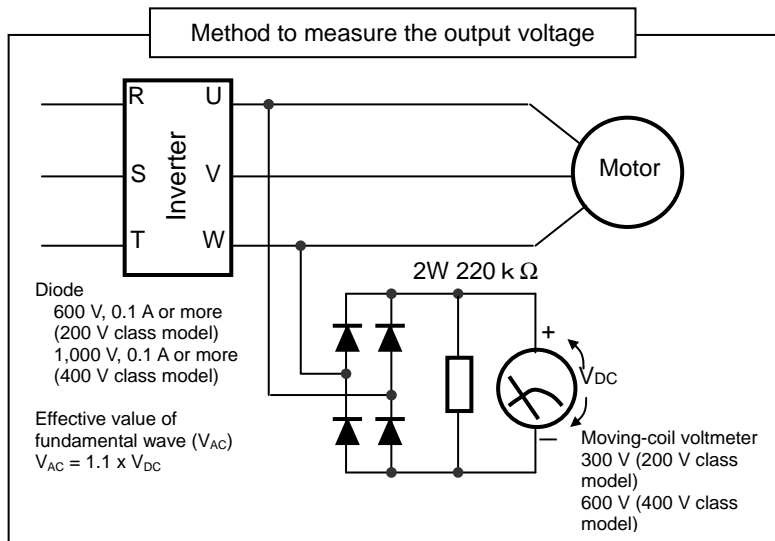 Method to measure the output voltage
R
U
S
V
T
W
Inverter
Motor
2W 220 k Ω
Diode
600 V, 0.1 A or more
(200 V class model)
1,000 V, 0.1 A or more
(400 V class model)
Effective value of
fundamental wave (VAC)
VAC = 1.1 x VDC
+
VDC
−
Moving-coil voltmeter
300 V (200 V class
model)
600 V (400 V class
model)